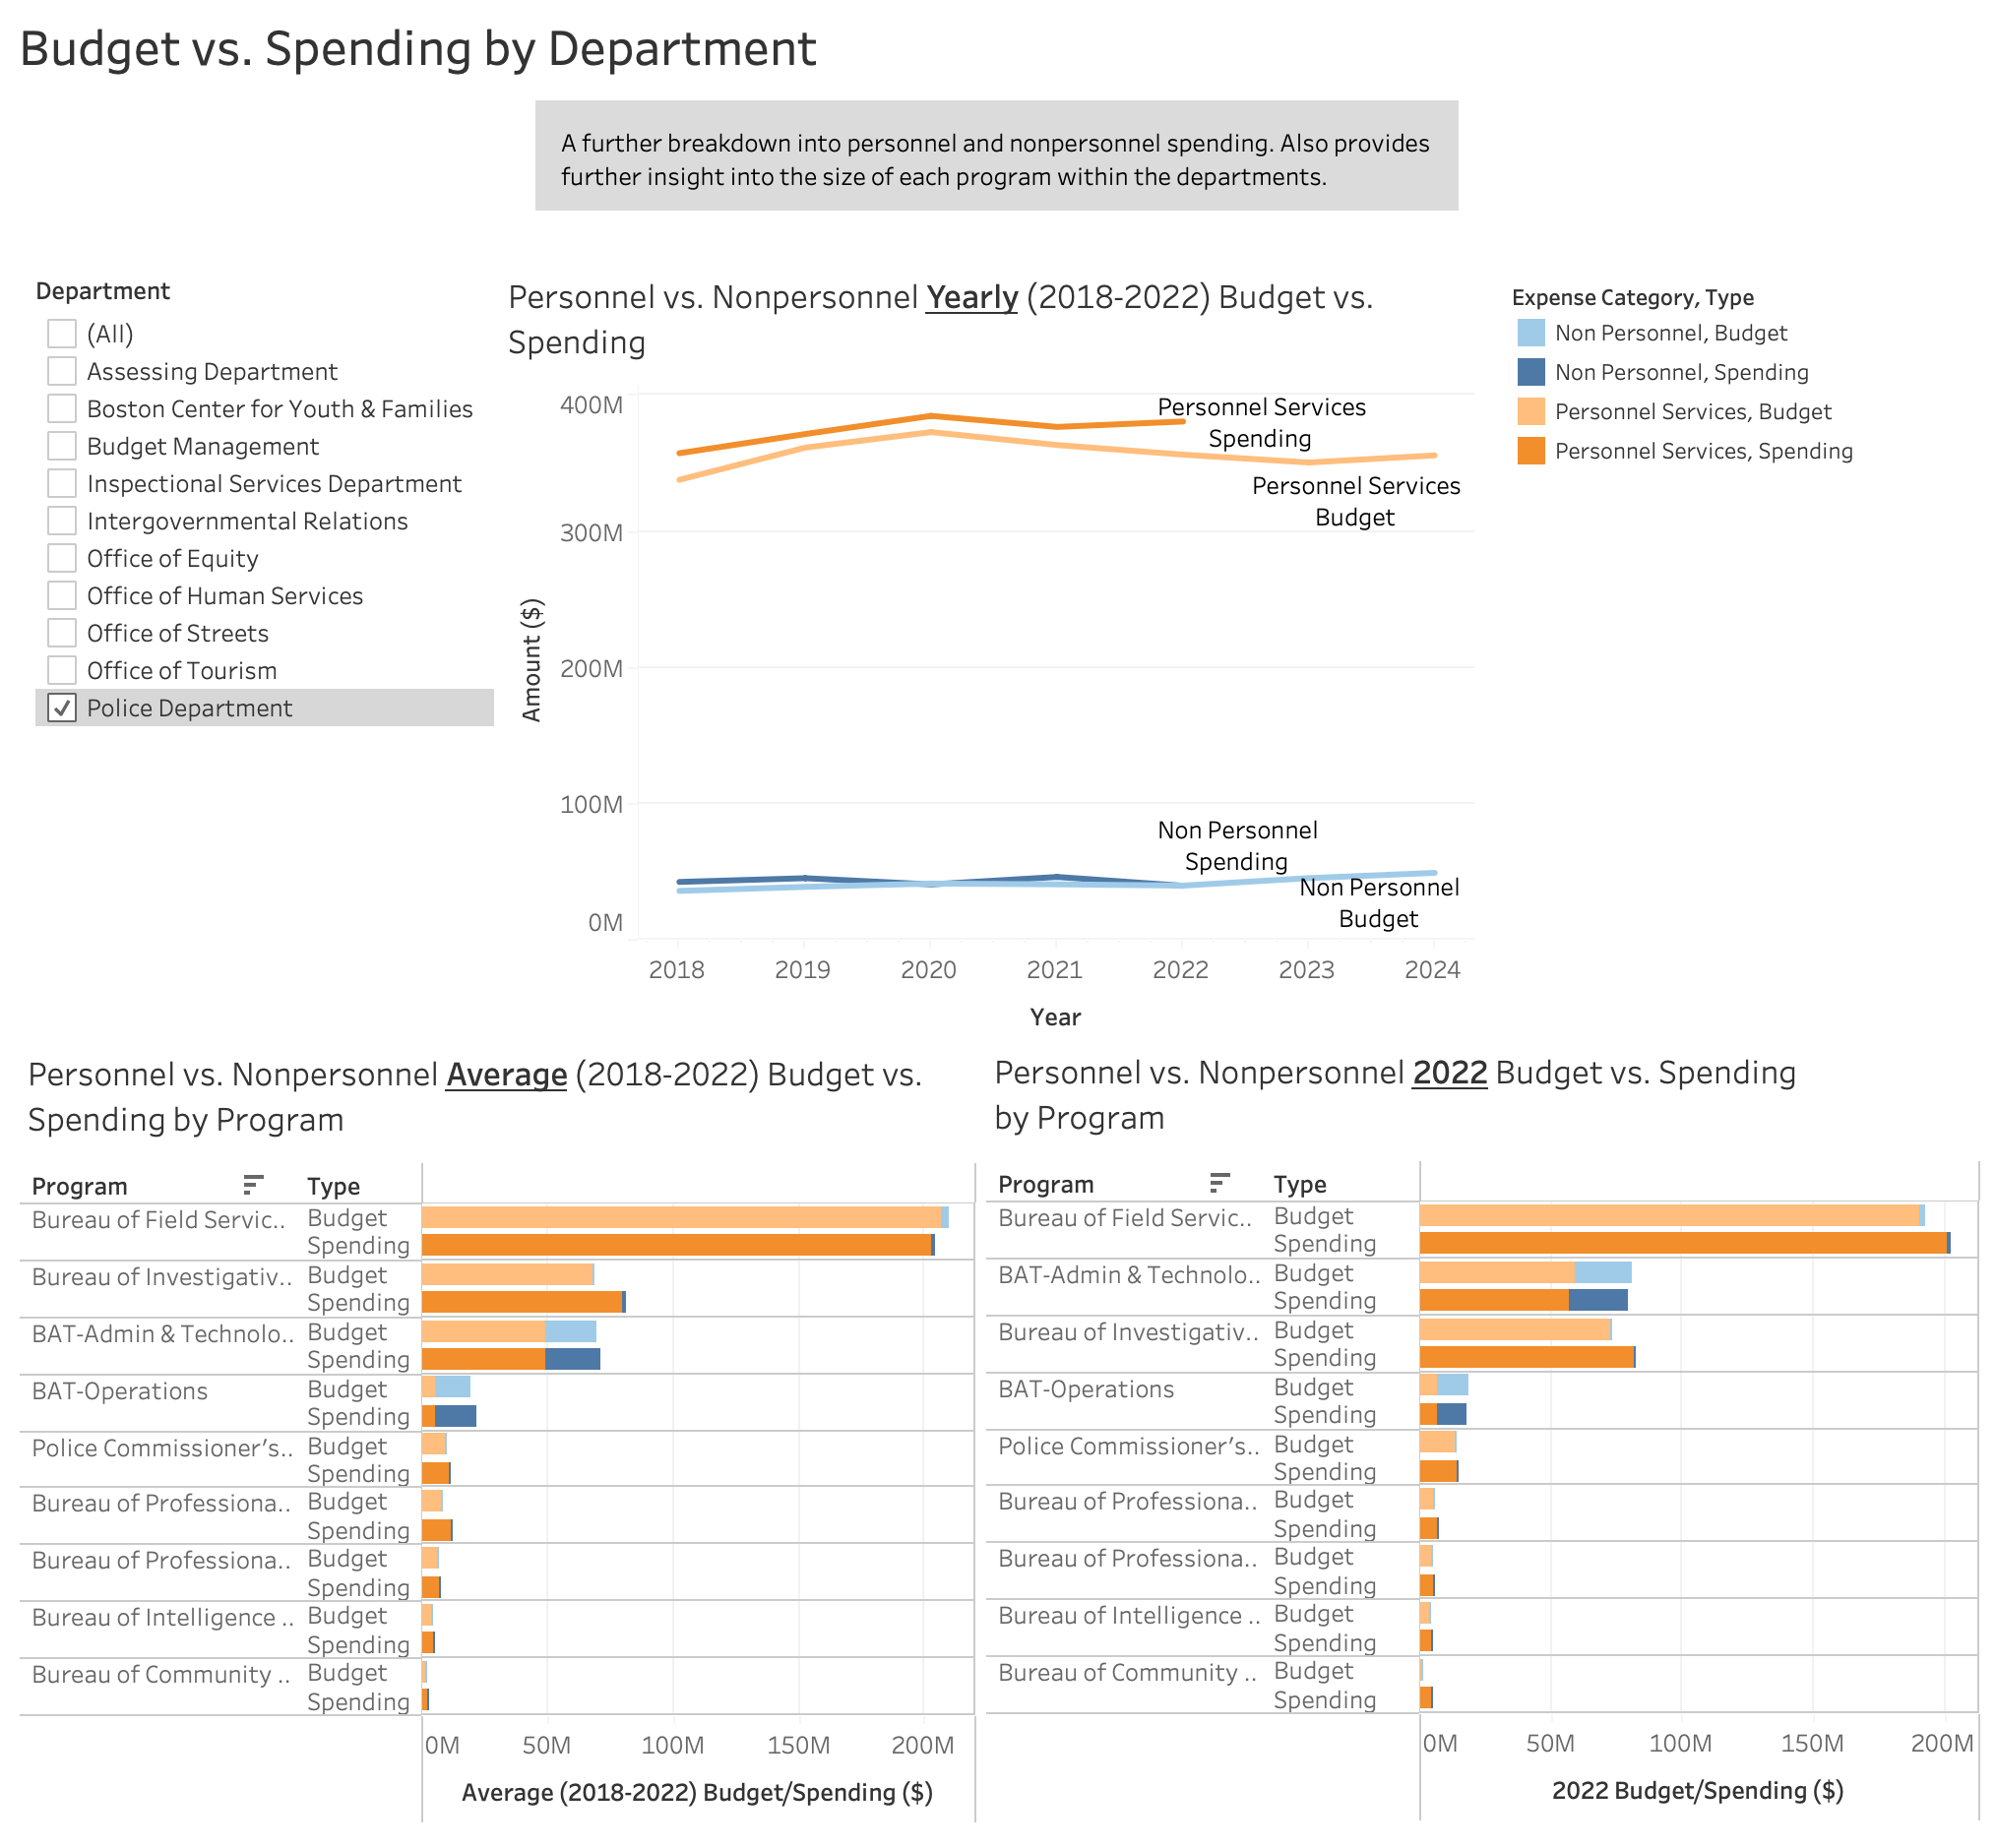 Budget vs. Spending by Department
A further breakdown into personnel and nonpersonnel spending. Also provides
further insight into the size of each program within the departments.
Department
(All)
Assessing Department
Boston Center for Youth & Families
Budget Management
Inspectional Services Department
Intergovernmental Relations
Office of Equity
Office of Human Services
Office of Streets
Office of Tourism
Police Department
Personnel vs. Nonpersonnel Yearly (2018-2022) Budget vs.
Spending
400M
300M
200M
100M
0M
Amount ($)
Personnel Services
Spending
Personnel Services
Budget
Non Personnel
Spending
Non Personnel
Budget
2018 2019 2020 2021 2022 2023 2024
Year
Expense Category, Type
Non Personnel, Budget
Non Personnel, Spending
Personnel Services, Budget
Personnel Services, Spending
Personnel vs. Nonpersonnel Average (2018-2022) Budget vs.
Spending by Program
Program Type
Bureau of Field Servic.. Budget
Spending
Bureau of Investigativ.. Budget
Spending
BAT-Admin & Technolo.. Budget
Spending
BAT-Operations Budget
Spending
Police Commissioner's.. Budget
Spending
Bureau of Professiona.. Budget
Spending
Bureau of Professiona.. Budget
Spending
Bureau of Intelligence .. Budget
Spending
Bureau of Community .. Budget
Spending
0M 50M 100M 150M 200M
Average (2018-2022) Budget/Spending ($)
Personnel vs. Nonpersonnel 2022 Budget vs. Spending
by Program
Program Type
Bureau of Field Servic.. Budget
Spending
BAT-Admin & Technolo.. Budget
Spending
Bureau of Investigativ.. Budget
Spending
BAT-Operations Budget
Spending
Police Commissioner's.. Budget
Spending
Bureau of Professiona.. Budget
Spending
Bureau of Professiona.. Budget
Spending
Bureau of Intelligence .. Budget
Spending
Bureau of Community .. Budget
Spending
0M 50M 100M 150M 200M
2022 Budget/Spending ($)